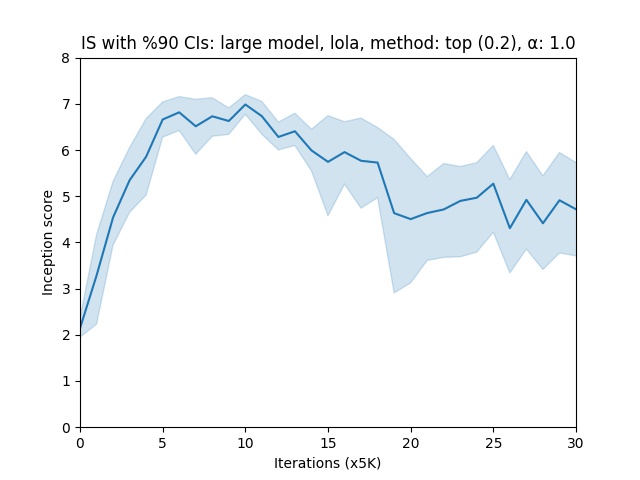 IS with %90 CIs: large model, lola, method: top (0.2), α: 1.0
8
7
6
5
4
3
2
1
0
Inception score
0 5 10 15 20 25 30
Iterations (x5K)